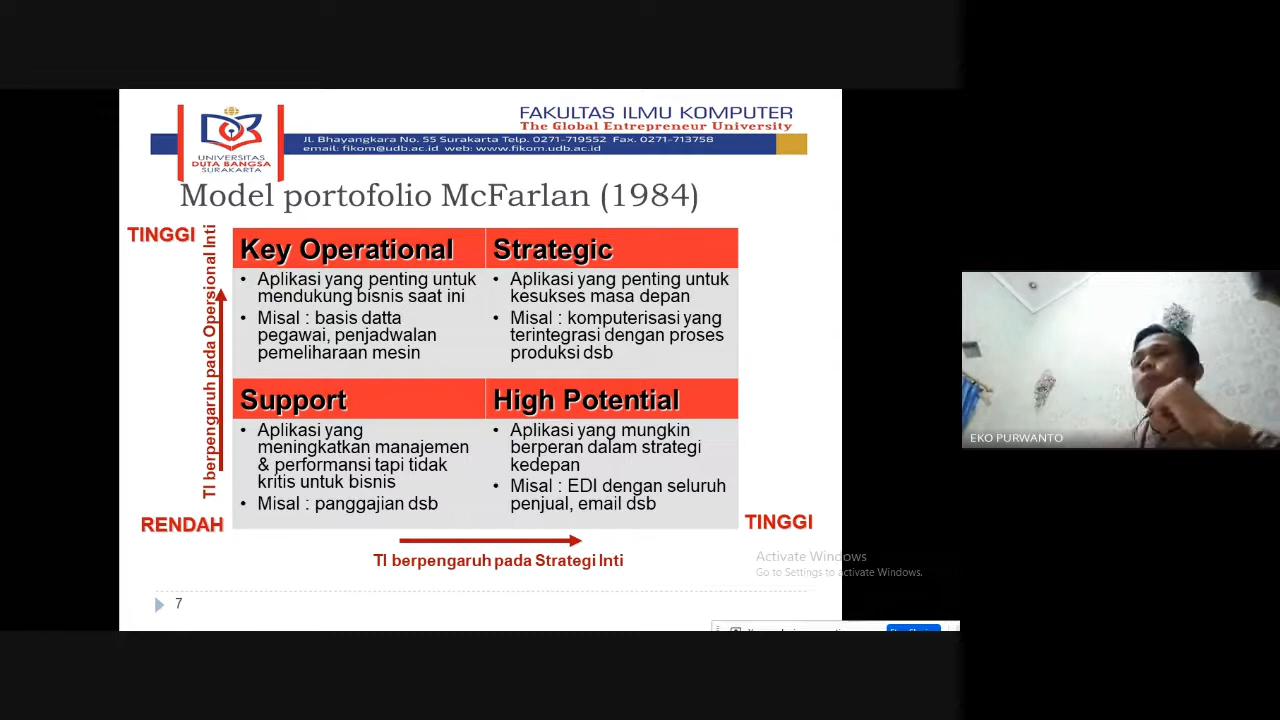 FAKULTAS ILMU KOMPUTER
The Global Entrepreneur University
Jl. Bhayangkara No. 55 Surakarta Telp. 0271-719552 Fax. 0271-713758
email: fikom@udb.ac.id web: www.fikom.udb.ac.id
UNIVERSITAS
DUTA BANGSA
SURAKARTA
Model portofolio McFarlan (1984)
TINGGI
TI berpengaruh pada Opersional Inti
RENDAH
Key Operational
• Aplikasi yang penting untuk
mendukung bisnis saat ini
• Misal : basis datta
pegawai, penjadwalan
pemeliharaan mesin
Strategic
• Aplikasi yang penting untuk
kesukses masa depan
• Misal : komputerisasi yang
terintegrasi dengan proses
produksi dsb
Support
• Aplikasi yang
meningkatkan manajemen
& performansi tapi tidak
kritis untuk bisnis
• Misal : panggajian dsb
High Potential
• Aplikasi yang mungkin
berperan dalam strategi
kedepan
• Misal : EDI dengan seluruh
penjual, email dsb
TINGGI
TI berpengaruh pada Strategi Inti
7
Activate Windows
Go to Settings to activate Windows.
EKO PURWANTO